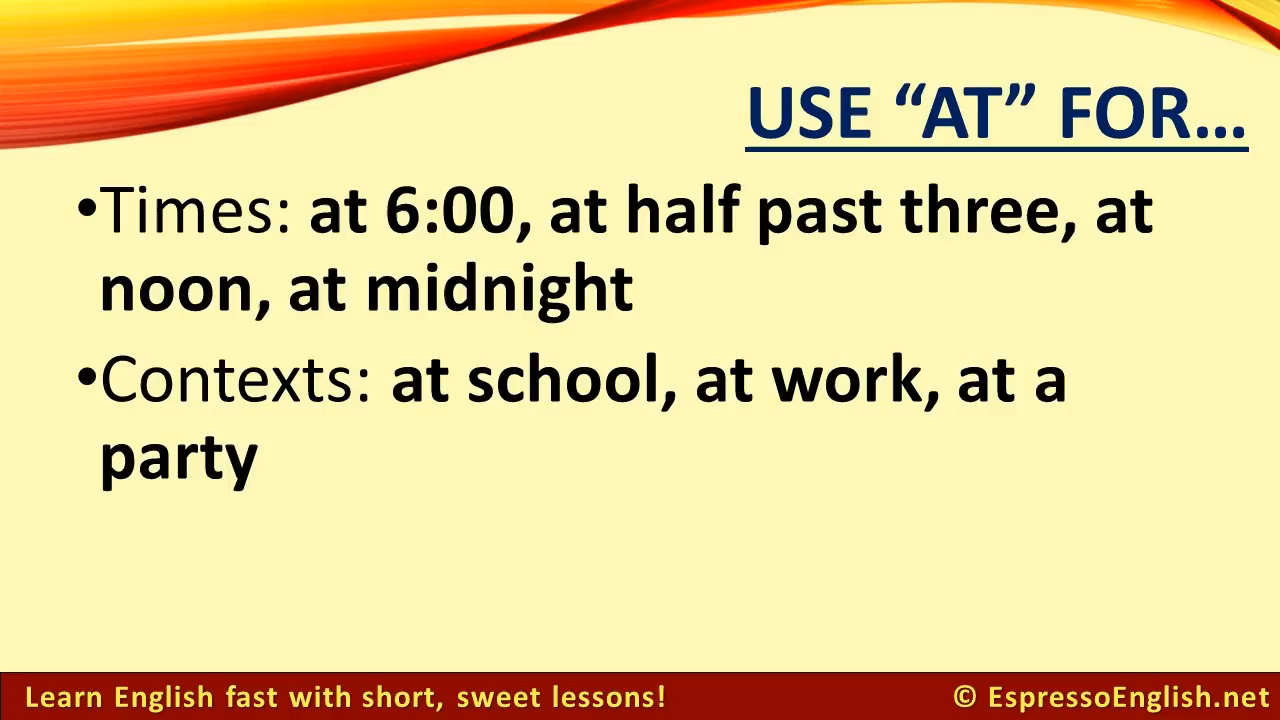 USE “AT” FOR…
•Times: at 6:00, at half past three, at
noon, at midnight
•Contexts: at school, at work, at a
party
Learn English fast with short, sweet lessons!
© EspressoEnglish.net